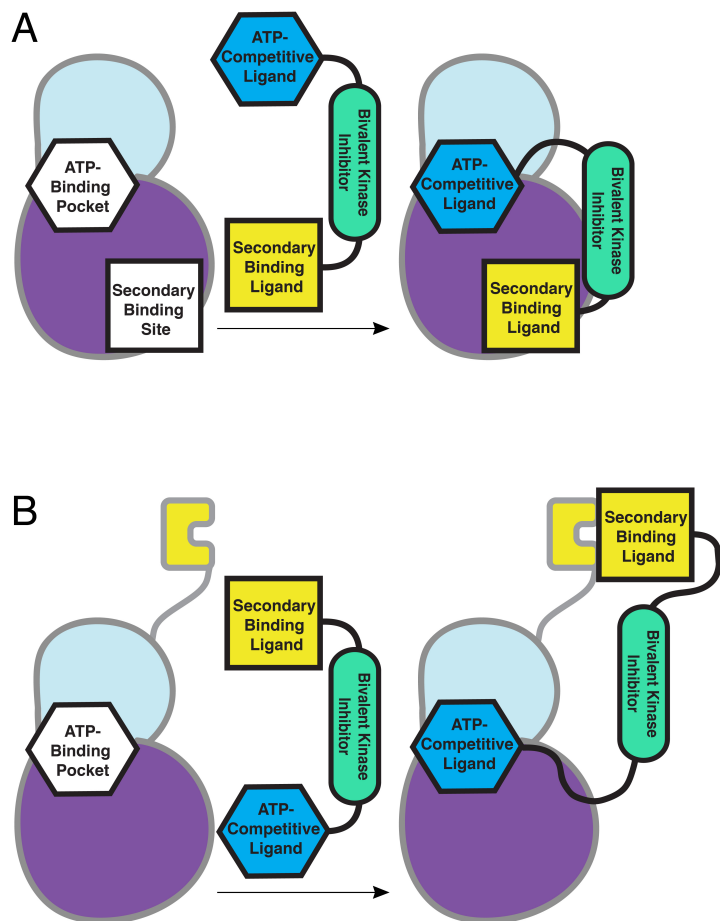 A
ATP-
Competitive
Ligand
Bivalent Kinase
Inhibitor
ATP-
Binding
Pocket
Secondary
Binding
Ligand
Secondary
Binding
Site
ATP-
Competitive
Ligand
Bivalent Kinase
Inhibitor
Secondary
Binding
Ligand
B
Secondary
Binding
Ligand
Bivalent Kinase
Inhibitor
ATP-
Binding
Pocket
ATP-
Competitive
Ligand
Secondary
Binding
Ligand
Bivalent Kinase
Inhibitor
ATP-
Competitive
Ligand